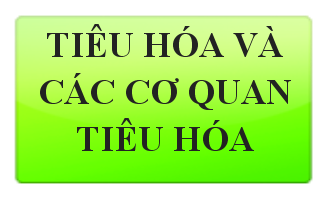 TIÊU HÓA VÀ
CÁC CƠ QUAN
TIÊU HÓA